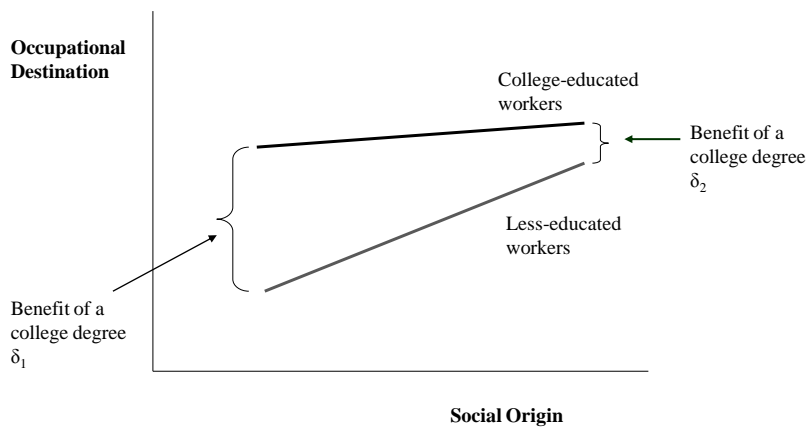 Occupational
Destination
College-educated
workers
Benefit of a
college degree
δ₂
Less-educated
workers
Benefit of a
college degree
δ₁
Social Origin